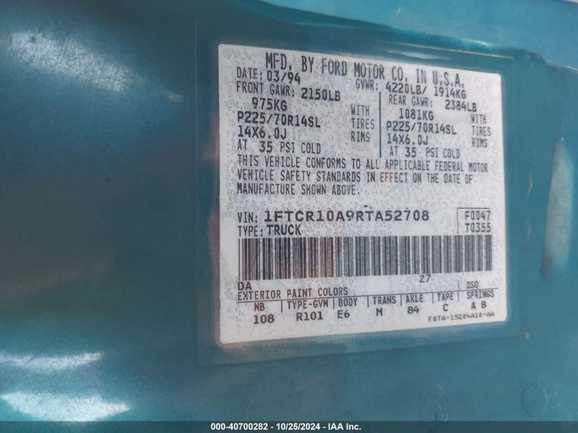 MFD. BY FORD MOTOR CO. IN U.S.A.
DATE: 03/94 GVWR: 4220LB/ 1914KG
FRONT GAWR: 2150LB REAR GAWR: 2384LB
975KG WITH 1081KG WITH
P225/70R14SL TIRES P225/70R14SL TIRES
14X6.0J RIMS 14X6.0J RIMS
AT 35 PSI COLD AT 35 PSI COLD
THIS VEHICLE CONFORMS TO ALL APPLICABLE FEDERAL MOTOR
VEHICLE SAFETY STANDARDS IN EFFECT ON THE DATE OF
MANUFACTURE SHOWN ABOVE.
VIN: 1FTCR10A9RTA52708 F0047
TYPE: TRUCK T0355
27
DA DSO
EXTERIOR PAINT COLORS
WB TYPE-GVW BODY TRANS AXLE TAPE SPRINGS
108 R101 E6 M 84 C A 8
000-40700282 - 10/25/2024 - IAA Inc.